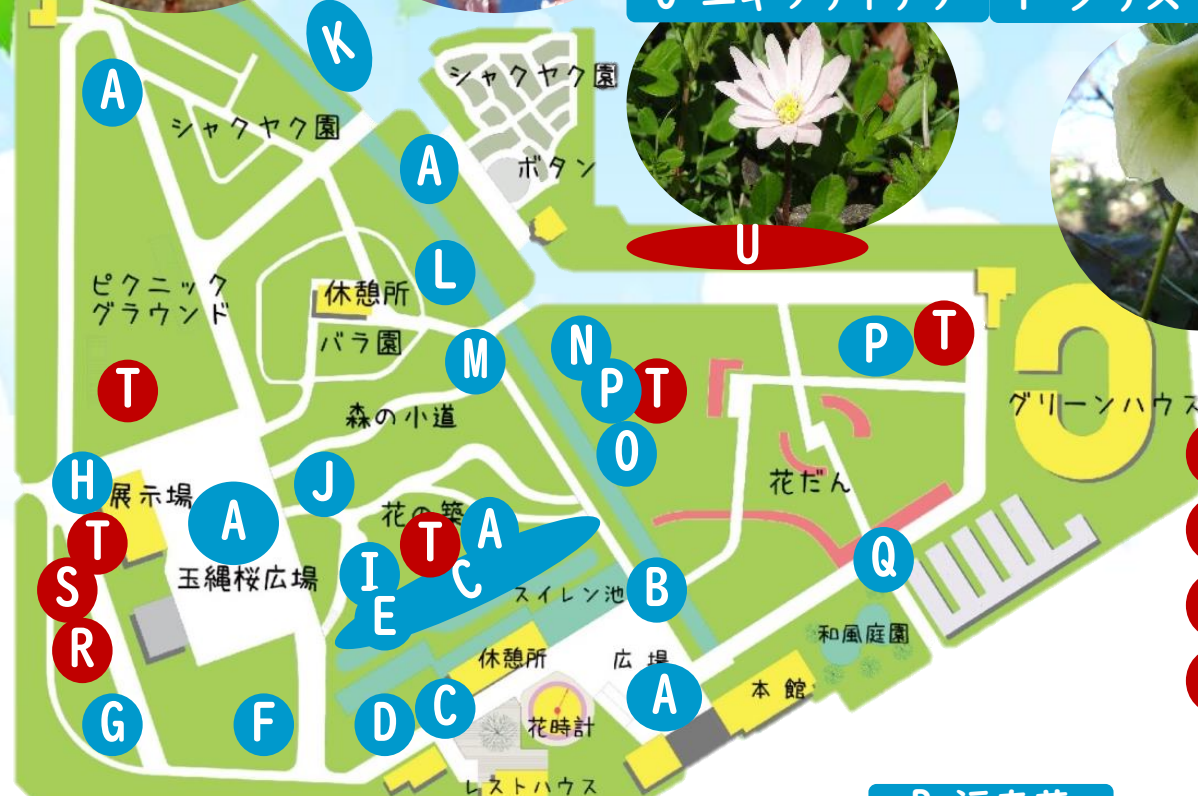 K
A
シャクヤク園
シャクヤク園
A
ボタン
U
L
ピクニック
グラウンド
休憩所
バラ園
M
N
P
T
P
T
O
T
グリーンハウス
森の小道
花だん
H
展示場
A
J
花の築
T
A
T
S
R
玉縄桜広場
I
E
C
スイレン池
B
Q
和風庭園
休憩所
広場
本館
A
G
F
D
C
花時計
レストハウス